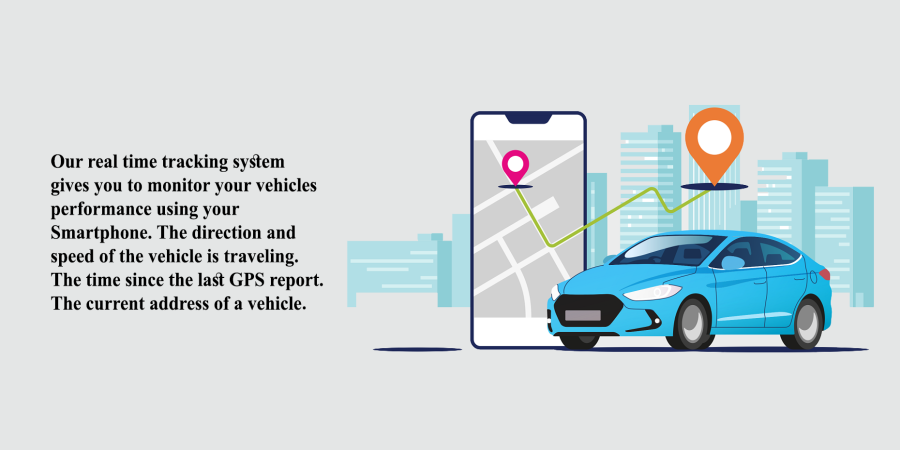 Our real time tracking system
gives you to monitor your vehicles
performance using your
Smartphone. The direction and
speed of the vehicle is traveling.
The time since the last GPS report.
The current address of a vehicle.